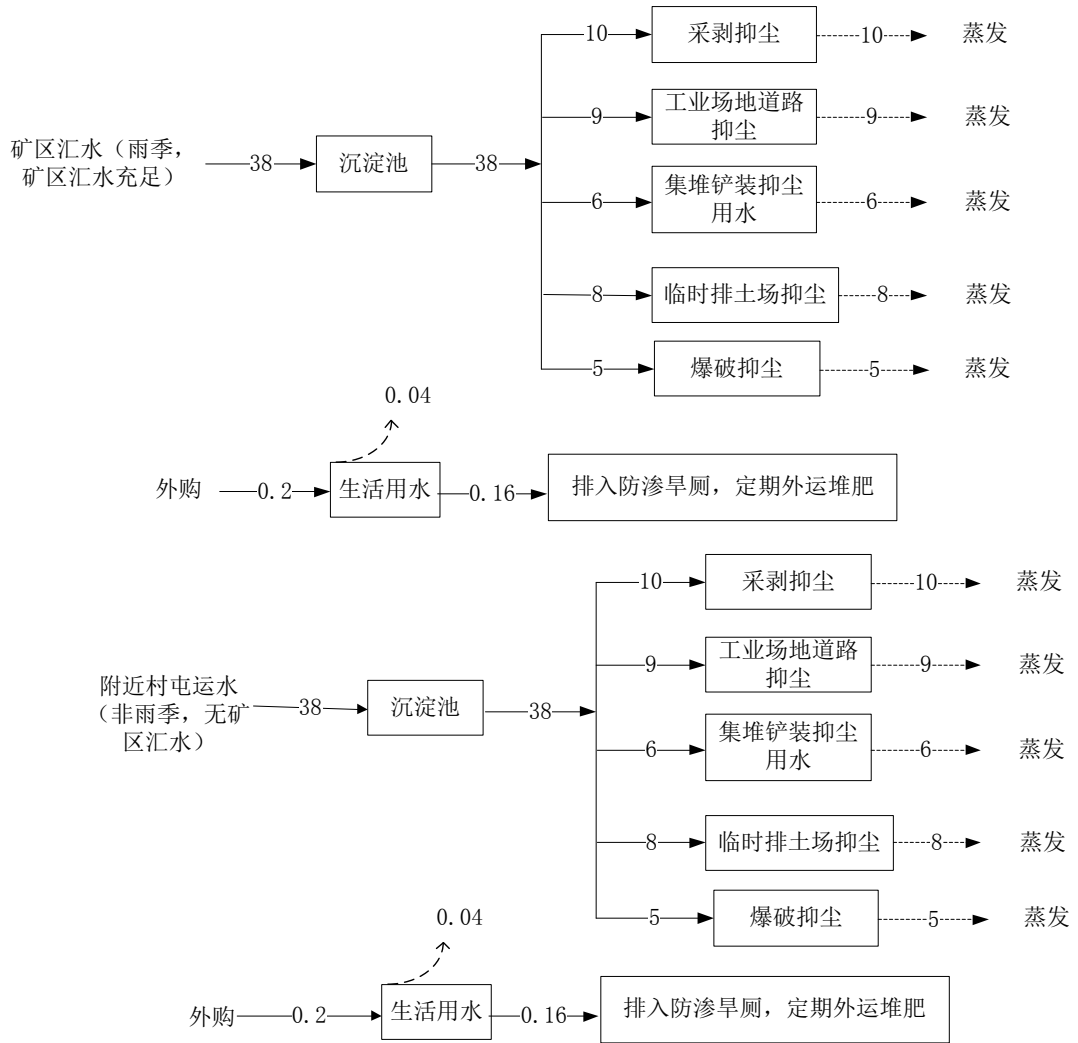 10
采剥抑尘
10
蒸发
9
工业场地道路
抑尘
9
蒸发
矿区汇水（雨季，
矿区汇水充足）
38
沉淀池
38
6
集堆铲装抑尘
用水
6
蒸发
8
临时排土场抑尘
8
蒸发
5
爆破抑尘
5
蒸发
0.04
外购
0.2
生活用水
0.16
排入防渗旱厕，定期外运堆肥
10
采剥抑尘
10
蒸发
9
工业场地道路
抑尘
9
蒸发
附近村屯运水
（非雨季，无矿
区汇水）
38
沉淀池
38
6
集堆铲装抑尘
用水
6
蒸发
8
临时排土场抑尘
8
蒸发
5
爆破抑尘
5
蒸发
0.04
外购
0.2
生活用水
0.16
排入防渗旱厕，定期外运堆肥